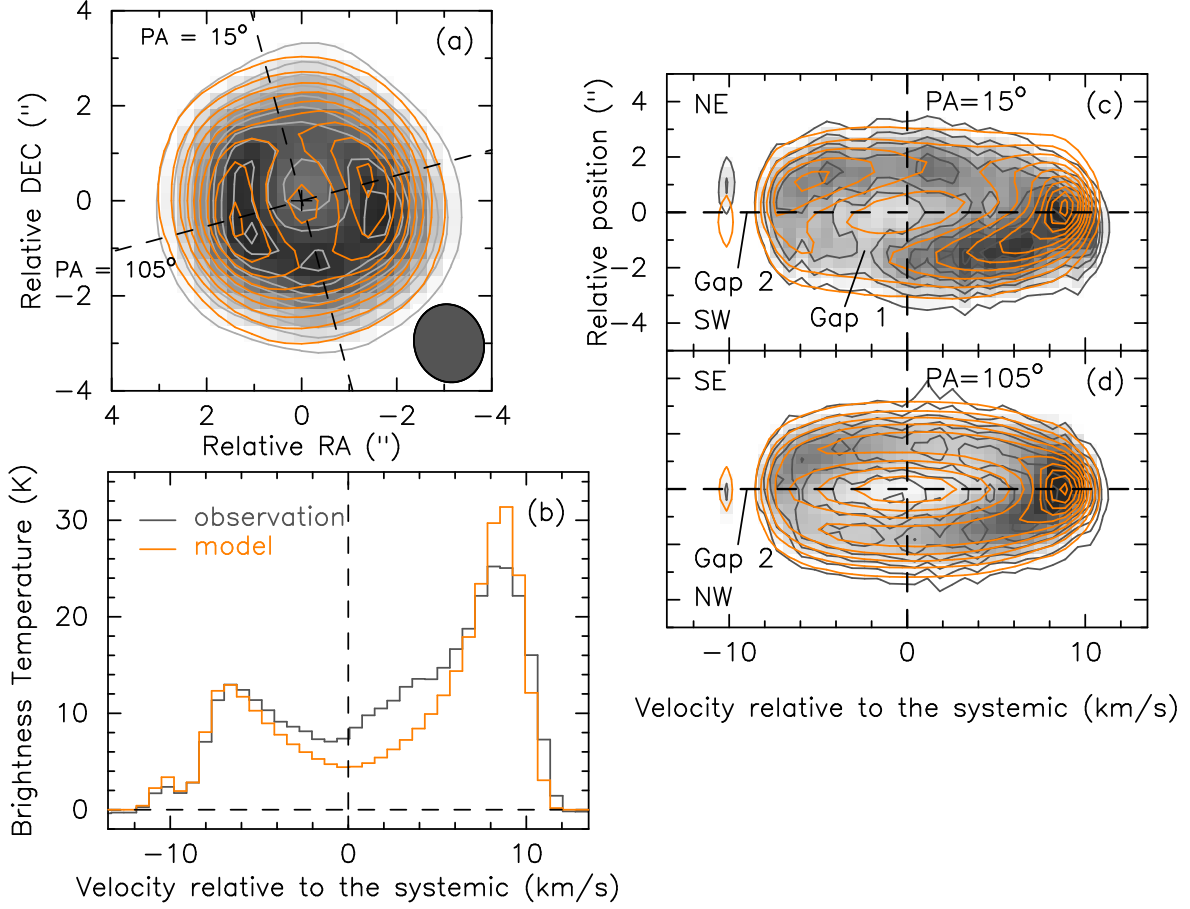 4
PA = 15°
(a)
2
0
−2
−4
Relative DEC (")
PA = 105°
4 2 0 −2 −4
Relative RA (")
30
20
10
0
Brightness Temperature (K)
observation
model
(b)
−10 0 10
Velocity relative to the systemic (km/s)
4
2
0
−2
−4
Relative position (")
NE
PA=15°
(c)
Gap 2
Gap 1
SW
SE
PA=105°
(d)
Gap 2
NW
−10 0 10
Velocity relative to the systemic (km/s)